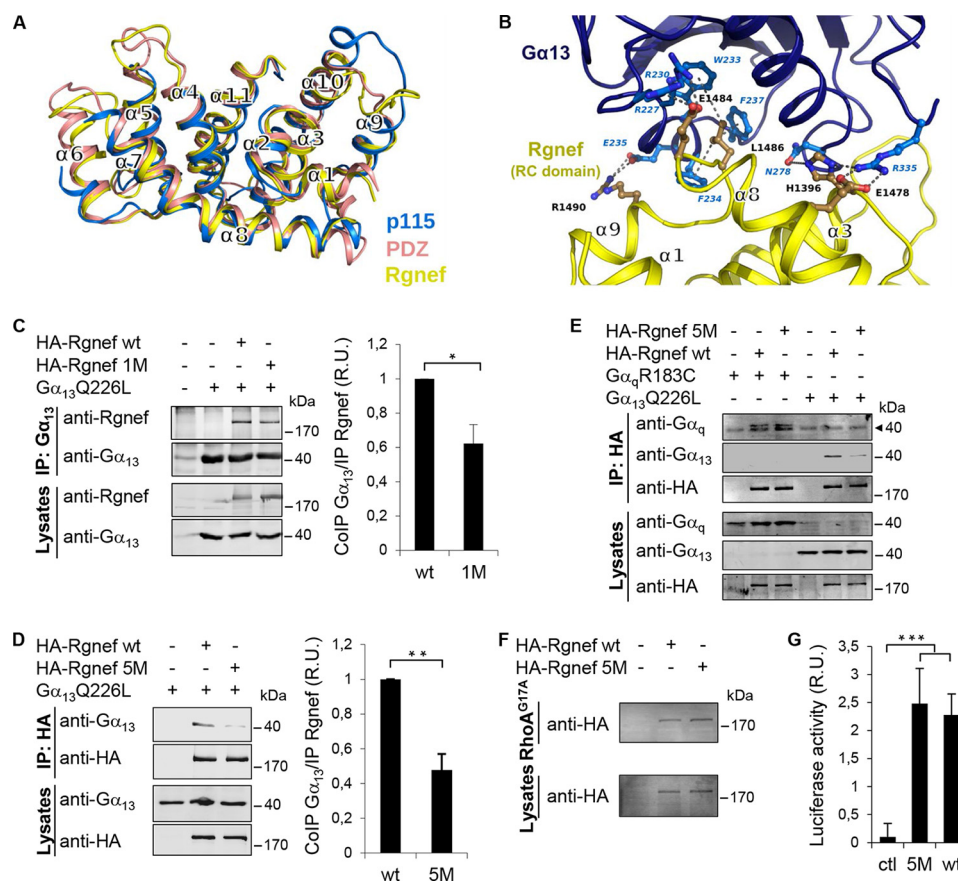 A
α4
α11
α10
α5
α3
α9
α2
α6
α7
α1
α8
p115
PDZ
Rgnef
B
Gα13
W233
R230
E1484
R227
F237
L1486
E235
N278
R335
Rgnef
(RC domain)
H1396
E1478
F234
α8
R1490
α3
α9
α1
C
HA-Rgnef wt - - + -
HA-Rgnef 1M - - - +
Gα13Q226L - + + +
kDa
IP: Gα13
anti-Rgnef
-170
anti-Gα13
-40
Lysates
anti-Rgnef
-170
anti-Gα13
-40
CoIP Gα13/IP Rgnef (R.U.)
1,2
1
0,8
0,6
0,4
0,2
0
*
wt 1M
D
HA-Rgnef wt - + -
HA-Rgnef 5M - - +
Gα13Q226L + + +
kDa
IP: HA
anti-Gα13
-40
anti-HA
-170
Lysates
anti-Gα13
-40
anti-HA
-170
CoIP Gα13/IP Rgnef (R.U.)
1,2
1
0,8
0,6
0,4
0,2
0
**
wt 5M
E
HA-Rgnef 5M - - + - - +
HA-Rgnef wt - + - - + -
GαqR183C + + + - - -
Gα13Q226L - - - + + +
kDa
IP: HA
anti-Gαq
◄40
anti-Gα13
-40
anti-HA
-170
Lysates
anti-Gαq
-40
anti-Gα13
-40
anti-HA
-170
F
HA-Rgnef wt - + -
HA-Rgnef 5M - - +
kDa
Lysates RhoAG17A
anti-HA
-170
anti-HA
-170
G
Luciferase activity (R.U.)
3,5
3
2,5
2
1,5
1
0,5
0
***
ctl 5M wt